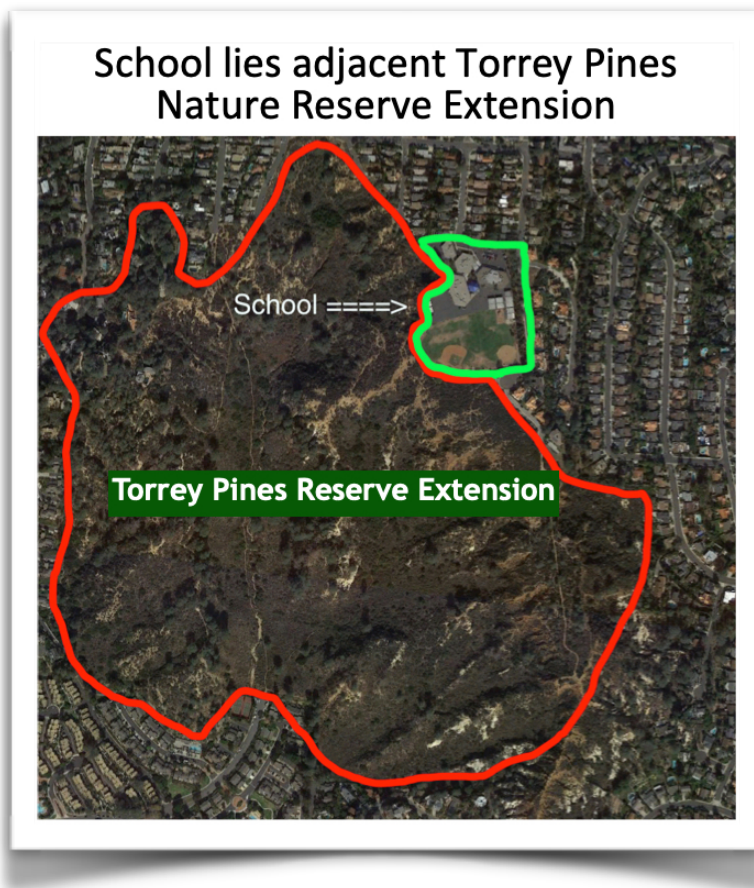 School lies adjacent Torrey Pines
Nature Reserve Extension
School ====>
Torrey Pines Reserve Extension